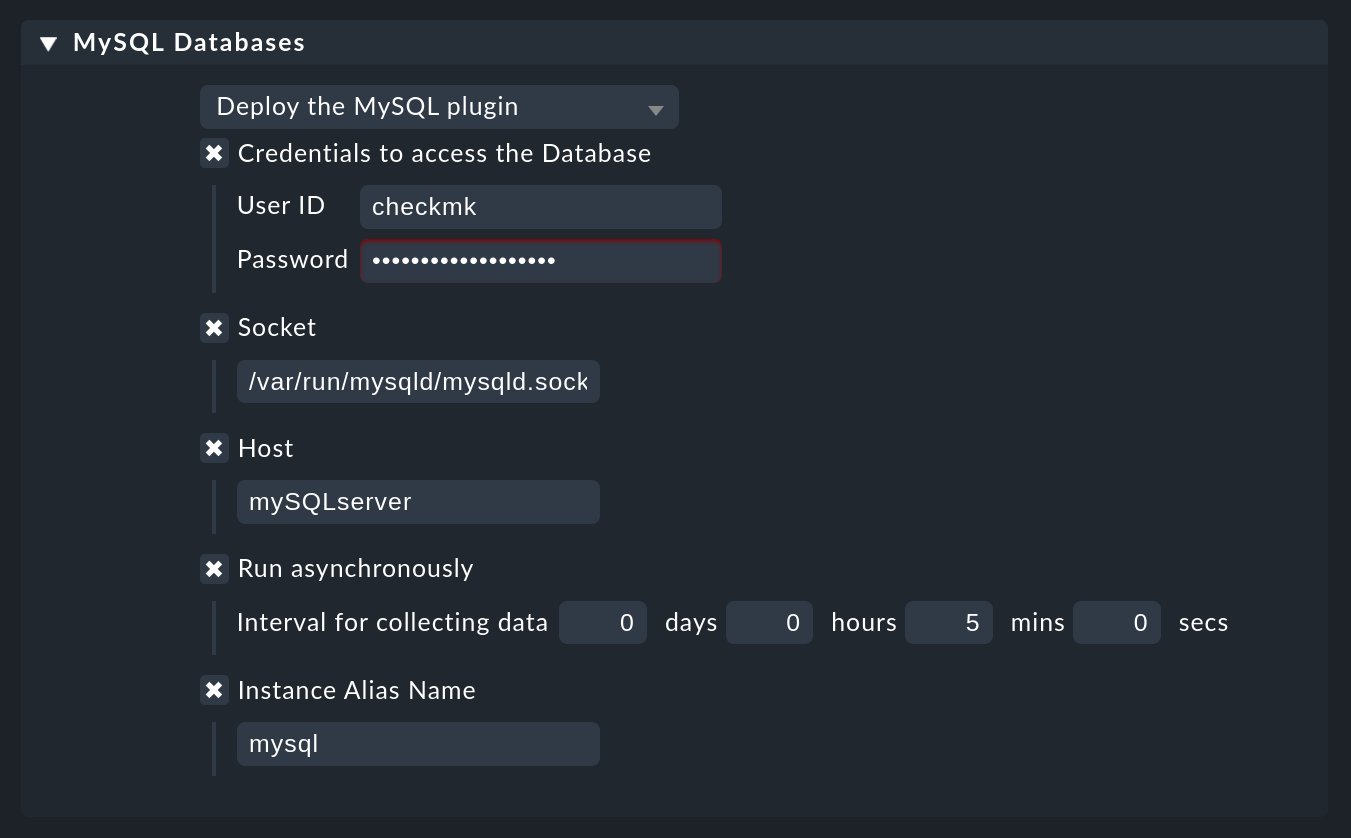 MySQL Databases
Deploy the MySQL plugin
Credentials to access the Database
User ID checkmk
Password •••••••••••••••••••
Socket
/var/run/mysqld/mysqld.sock
Host
mySQLserver
Run asynchronously
Interval for collecting data 0 days 0 hours 5 mins 0 secs
Instance Alias Name
mysql